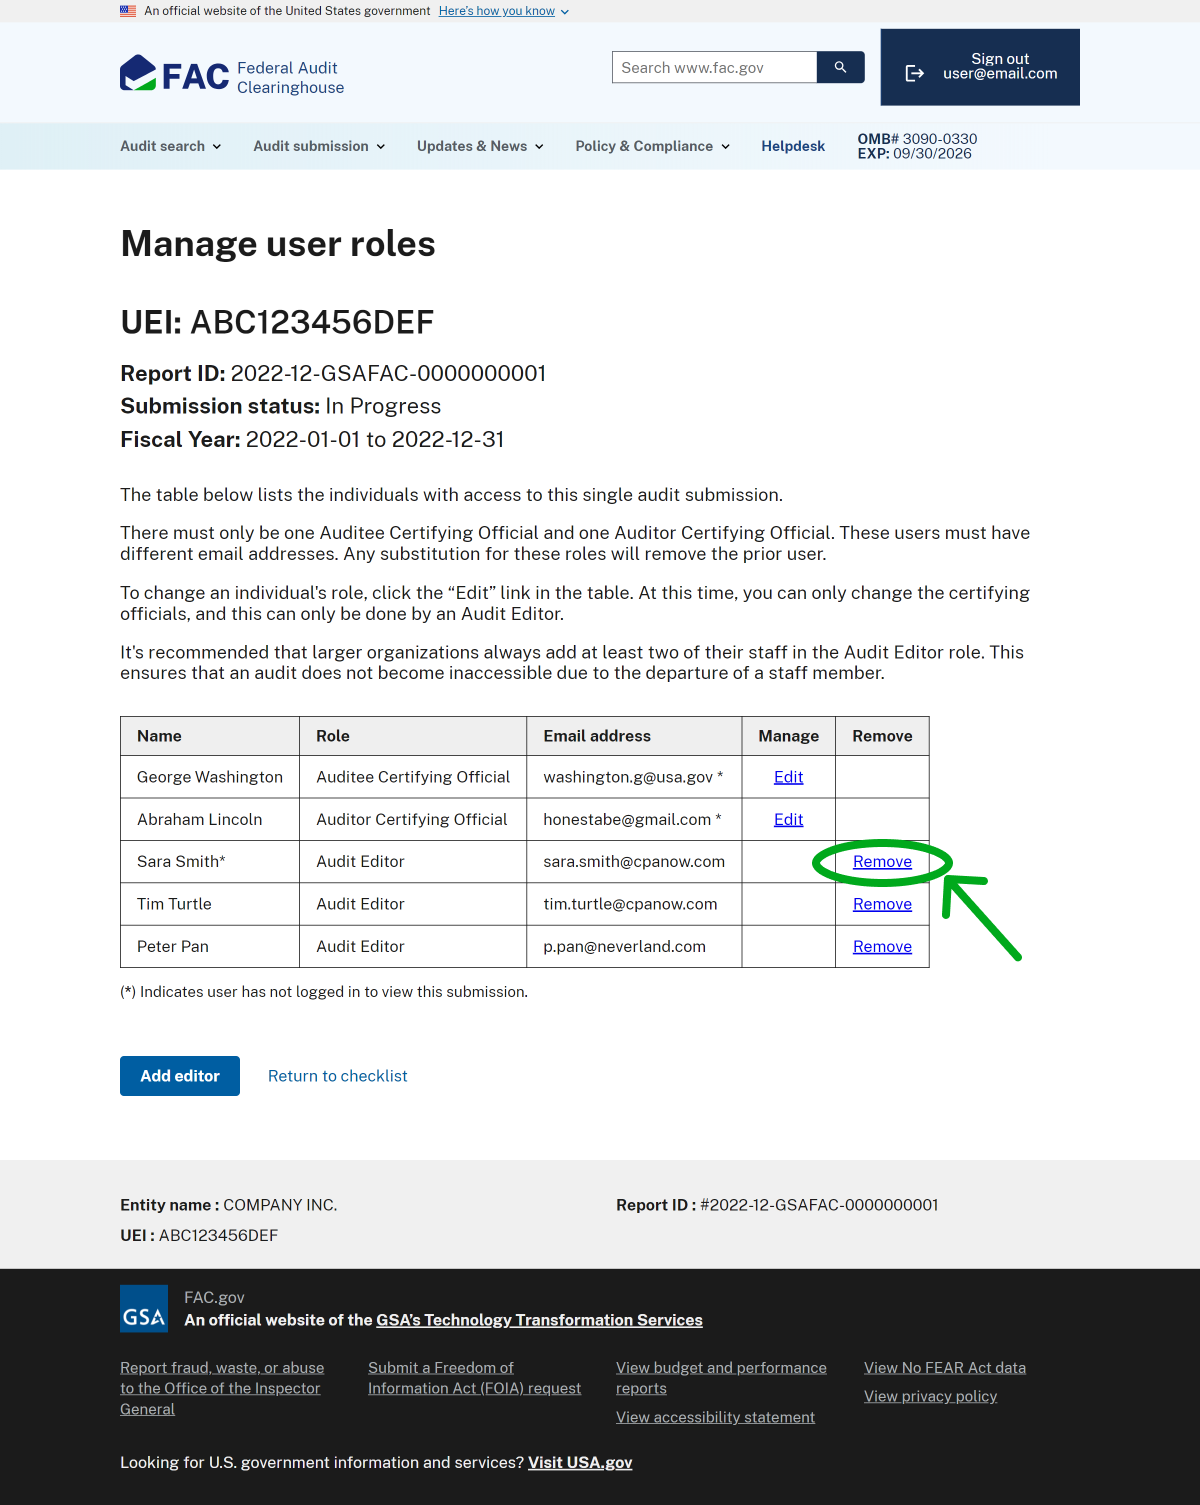 An official website of the United States government Here's how you know
FAC Federal Audit
Clearinghouse
Search www.fac.gov
Sign out
user@email.com
Audit search
Audit submission
Updates & News
Policy & Compliance
Helpdesk
OMB# 3090-0330
EXP: 09/30/2026
Manage user roles
UEI: ABC123456DEF
Report ID: 2022-12-GSAFAC-0000000001
Submission status: In Progress
Fiscal Year: 2022-01-01 to 2022-12-31
The table below lists the individuals with access to this single audit submission.
There must only be one Auditee Certifying Official and one Auditor Certifying Official. These users must have
different email addresses. Any substitution for these roles will remove the prior user.
To change an individual's role, click the “Edit” link in the table. At this time, you can only change the certifying
officials, and this can only be done by an Audit Editor.
It's recommended that larger organizations always add at least two of their staff in the Audit Editor role. This
ensures that an audit does not become inaccessible due to the departure of a staff member.
Name Role Email address Manage Remove
George Washington Auditee Certifying Official washington.g@usa.gov * Edit
Abraham Lincoln Auditor Certifying Official honestabe@gmail.com * Edit
Sara Smith* Audit Editor sara.smith@cpanow.com Remove
Tim Turtle Audit Editor tim.turtle@cpanow.com Remove
Peter Pan Audit Editor p.pan@neverland.com Remove
(*) Indicates user has not logged in to view this submission.
Add editor
Return to checklist
Entity name : COMPANY INC.
Report ID : #2022-12-GSAFAC-0000000001
UEI : ABC123456DEF
GSA
FAC.gov
An official website of the GSA's Technology Transformation Services
Report fraud, waste, or abuse
to the Office of the Inspector
General
Submit a Freedom of
Information Act (FOIA) request
View budget and performance
reports
View accessibility statement
View No FEAR Act data
View privacy policy
Looking for U.S. government information and services? Visit USA.gov